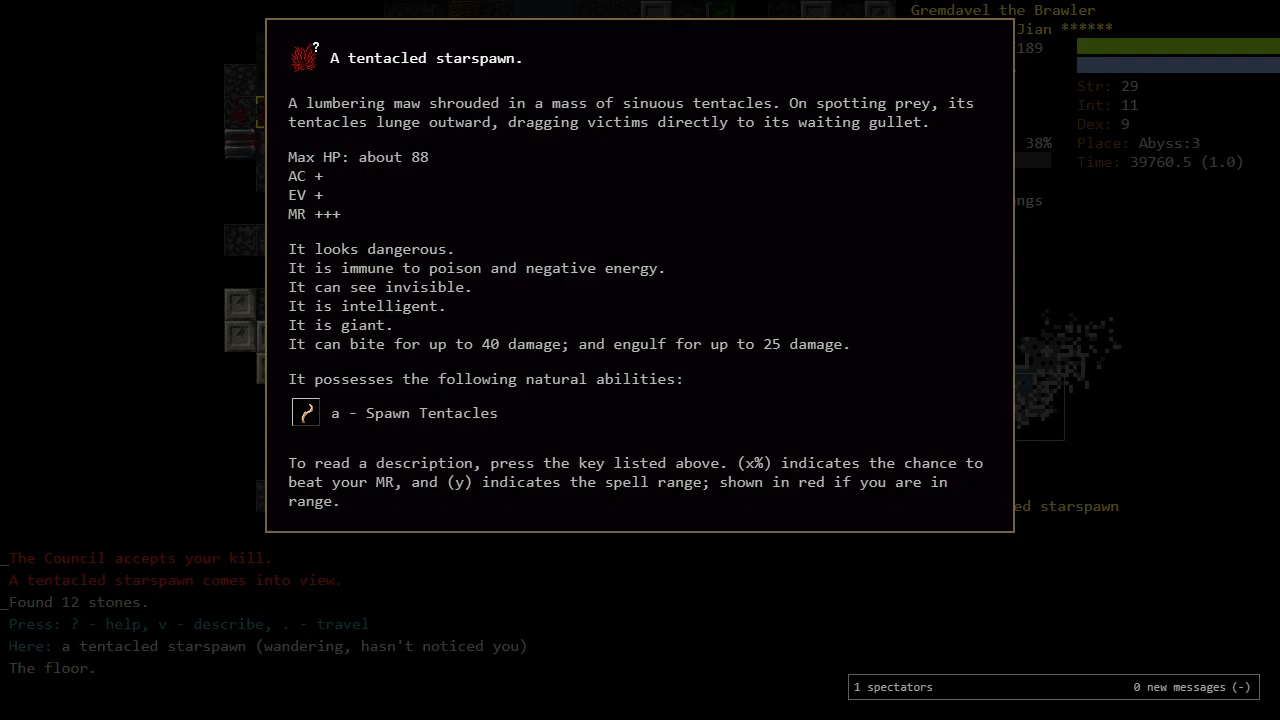 Gremdavel the Brawler
Jian ******
189
Str: 29
Int: 11
Dex: 9
38% Place: Abyss:3
Time: 39760.5 (1.0)
ngs
?
A tentacled starspawn.
A lumbering maw shrouded in a mass of sinuous tentacles. On spotting prey, its
tentacles lunge outward, dragging victims directly to its waiting gullet.
Max HP: about 88
AC +
EV +
MR +++
It looks dangerous.
It is immune to poison and negative energy.
It can see invisible.
It is intelligent.
It is giant.
It can bite for up to 40 damage; and engulf for up to 25 damage.
It possesses the following natural abilities:
a - Spawn Tentacles
To read a description, press the key listed above. (x%) indicates the chance to
beat your MR, and (y) indicates the spell range; shown in red if you are in
range.
ed starspawn
_The Council accepts your kill.
A tentacled starspawn comes into view.
_Found 12 stones.
Press: ? - help, v - describe, . - travel
Here: a tentacled starspawn (wandering, hasn't noticed you)
The floor.
1 spectators 0 new messages (-)